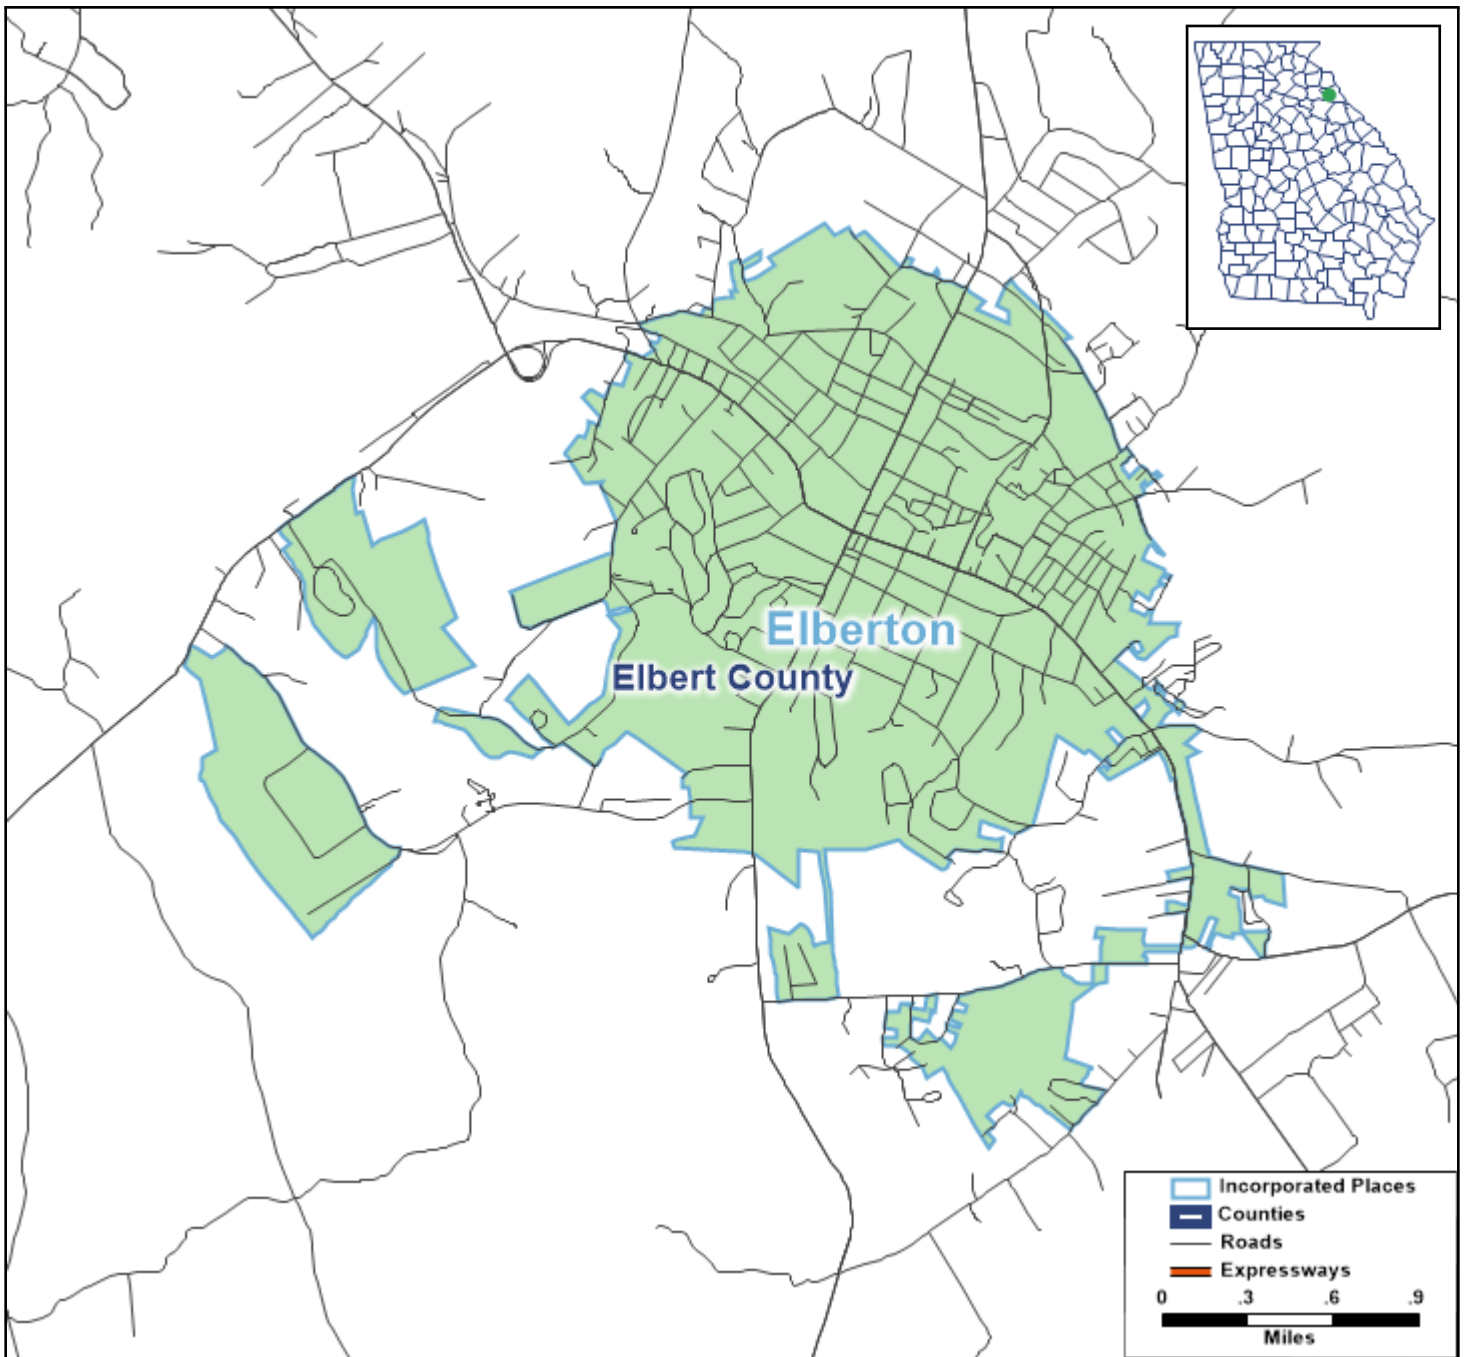 Elberton
Elbert County
Incorporated Places
Counties
Roads
Expressways
0 .3 .6 .9
Miles